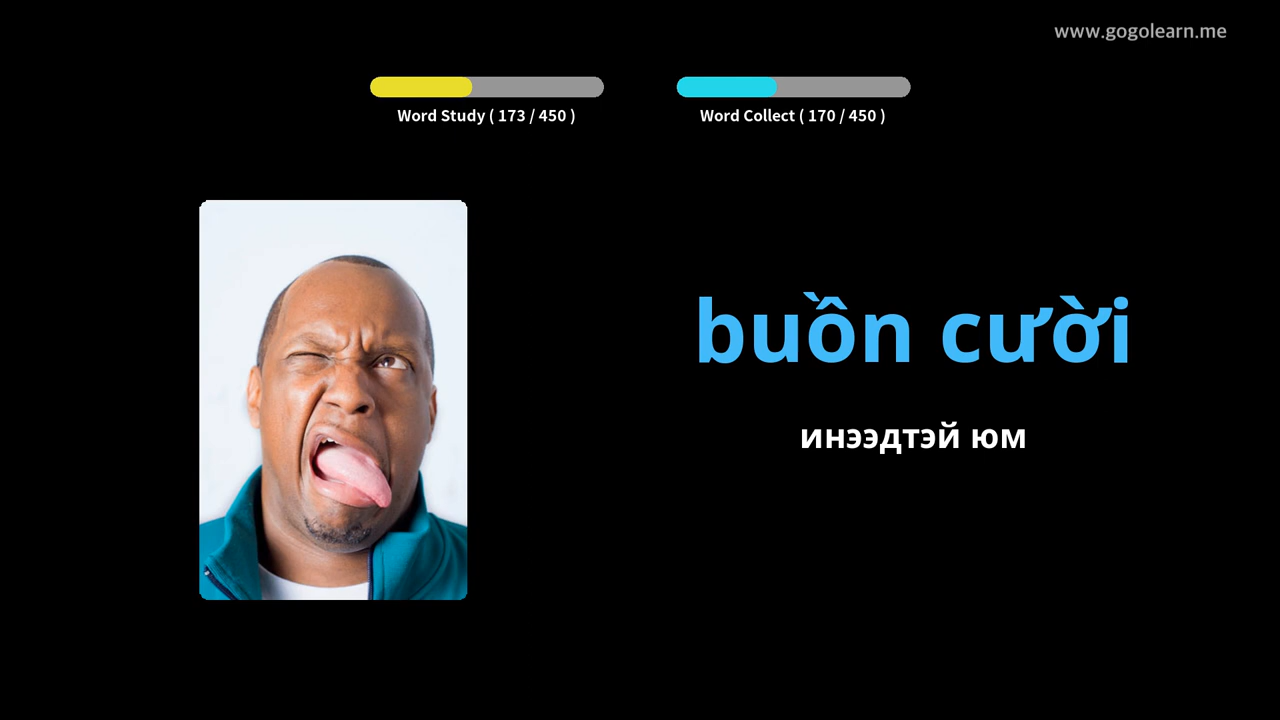 www.gogolearn.me
Word Study ( 173 / 450 )
Word Collect ( 170 / 450 )
buồn cười
инээдтэй юм